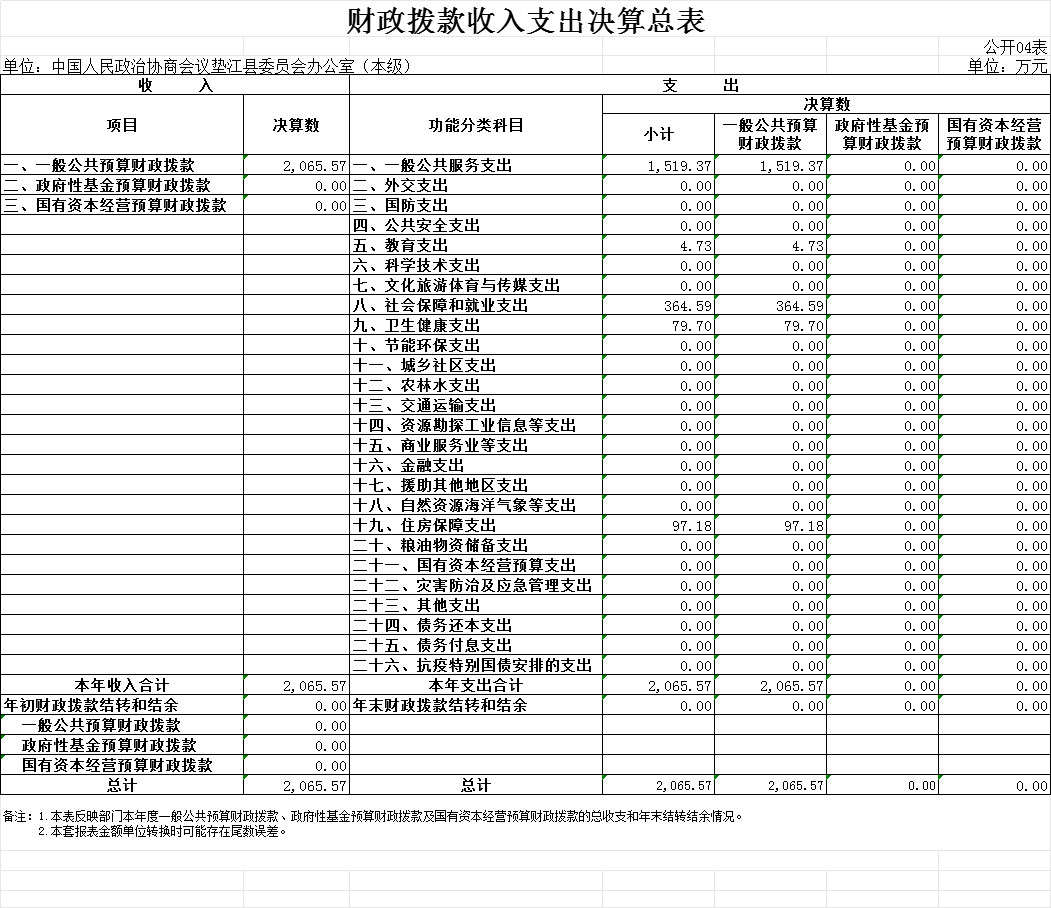 财政拨款收入支出决算总表
公开04表
单位：中国人民政治协商会议垫江县委员会办公室（本级） 单位：万元
收 入 支 出
项目 决算数 功能分类科目 决算数
小计 一般公共预算财政拨款 政府性基金预算财政拨款 国有资本经营预算财政拨款
一、一般公共预算财政拨款 2,065.57 一、一般公共服务支出 1,519.37 1,519.37 0.00 0.00
二、政府性基金预算财政拨款 0.00 二、外交支出 0.00 0.00 0.00 0.00
三、国有资本经营预算财政拨款 0.00 三、国防支出 0.00 0.00 0.00 0.00
四、公共安全支出 0.00 0.00 0.00 0.00
五、教育支出 4.73 4.73 0.00 0.00
六、科学技术支出 0.00 0.00 0.00 0.00
七、文化旅游体育与传媒支出 0.00 0.00 0.00 0.00
八、社会保障和就业支出 364.59 364.59 0.00 0.00
九、卫生健康支出 79.70 79.70 0.00 0.00
十、节能环保支出 0.00 0.00 0.00 0.00
十一、城乡社区支出 0.00 0.00 0.00 0.00
十二、农林水支出 0.00 0.00 0.00 0.00
十三、交通运输支出 0.00 0.00 0.00 0.00
十四、资源勘探工业信息等支出 0.00 0.00 0.00 0.00
十五、商业服务业等支出 0.00 0.00 0.00 0.00
十六、金融支出 0.00 0.00 0.00 0.00
十七、援助其他地区支出 0.00 0.00 0.00 0.00
十八、自然资源海洋气象等支出 0.00 0.00 0.00 0.00
十九、住房保障支出 97.18 97.18 0.00 0.00
二十、粮油物资储备支出 0.00 0.00 0.00 0.00
二十一、国有资本经营预算支出 0.00 0.00 0.00 0.00
二十二、灾害防治及应急管理支出 0.00 0.00 0.00 0.00
二十三、其他支出 0.00 0.00 0.00 0.00
二十四、债务还本支出 0.00 0.00 0.00 0.00
二十五、债务付息支出 0.00 0.00 0.00 0.00
二十六、抗疫特别国债安排的支出 0.00 0.00 0.00 0.00
本年收入合计 2,065.57 本年支出合计 2,065.57 2,065.57 0.00 0.00
年初财政拨款结转和结余 0.00 年末财政拨款结转和结余 0.00 0.00 0.00 0.00
一般公共预算财政拨款 0.00
政府性基金预算财政拨款 0.00
国有资本经营预算财政拨款 0.00
总计 2,065.57 总计 2,065.57 2,065.57 0.00 0.00
备注：1.本表反映部门本年度一般公共预算财政拨款、政府性基金预算财政拨款及国有资本经营预算财政拨款的总收支和年末结转结余情况。
2.本套报表金额单位转换时可能存在尾数误差。